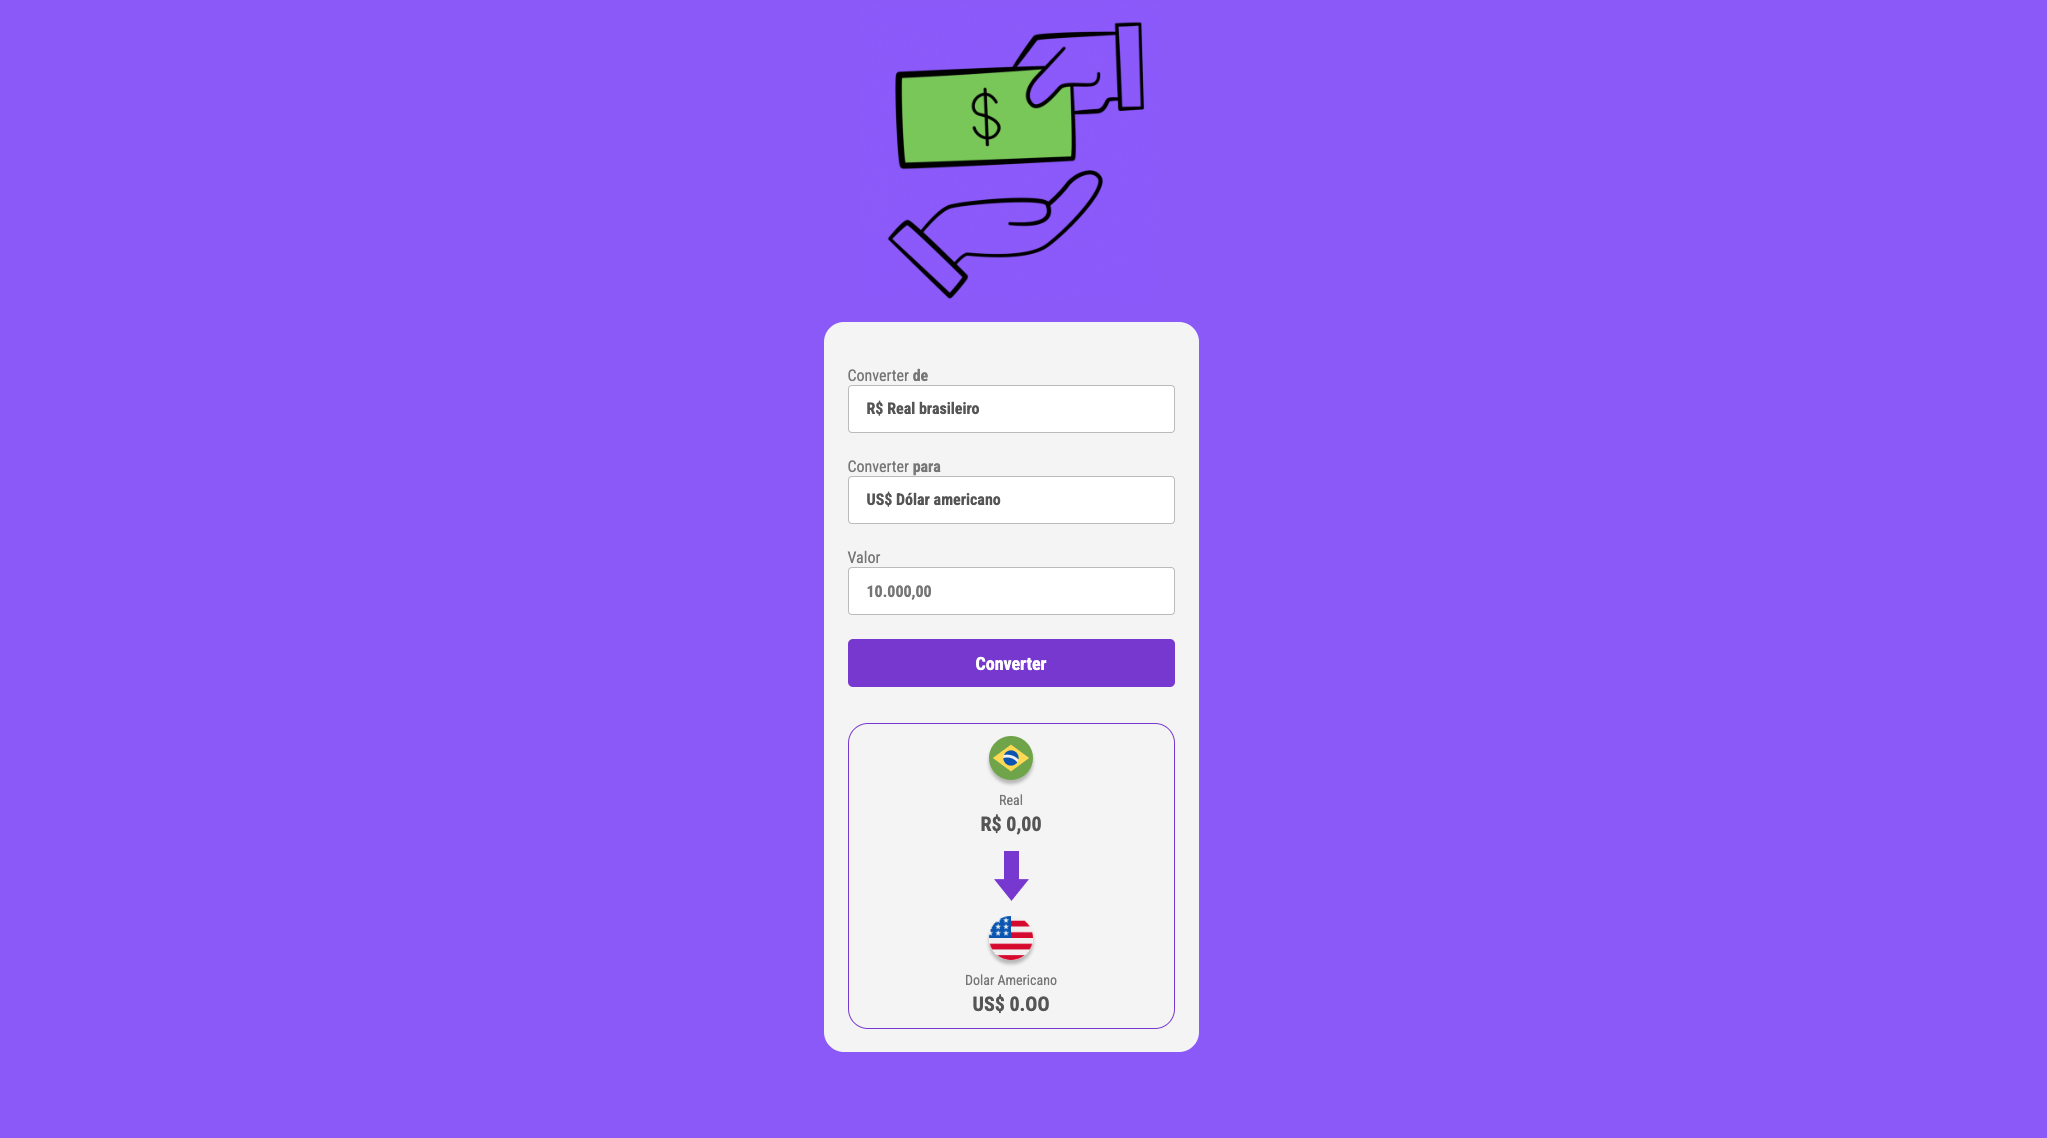 $
Converter de
R$ Real brasileiro
Converter para
US$ Dólar americano
Valor
10.000,00
Converter
Real
R$ 0,00
Dolar Americano
US$ 0.OO